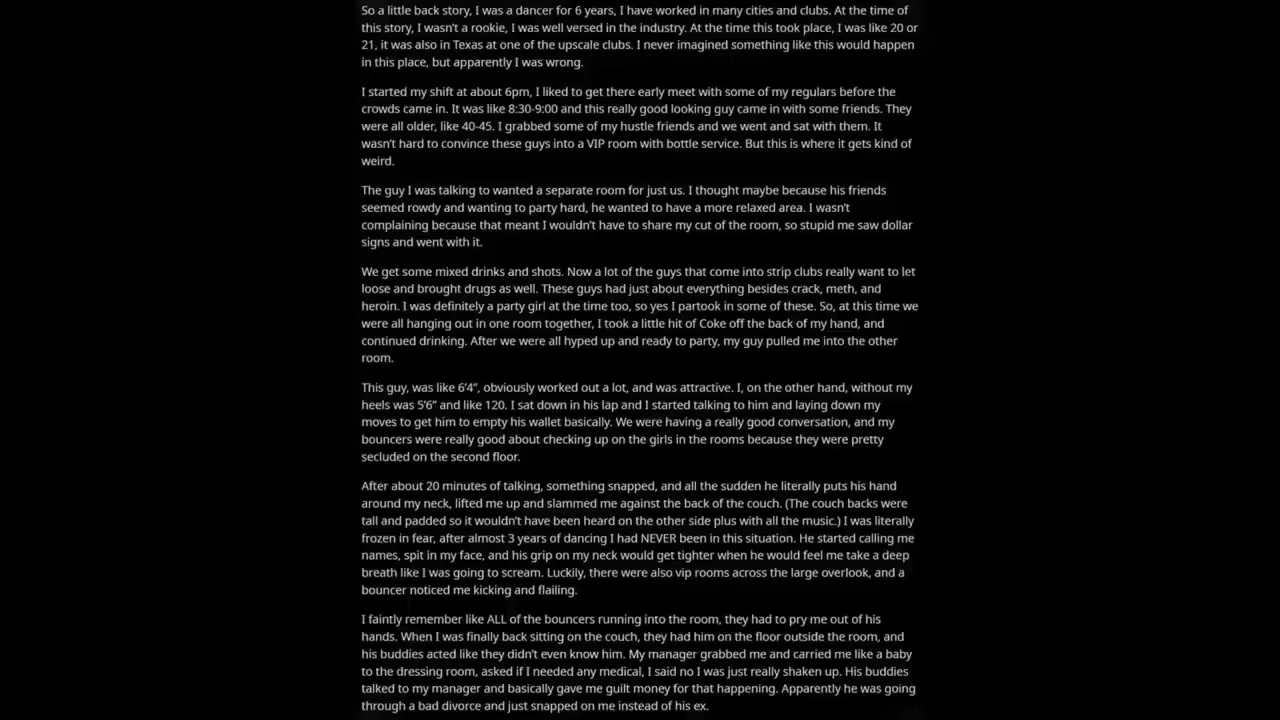 So a little back story, I was a dancer for 6 years, I have worked in many cities and clubs. At the time of
this story, I wasn't a rookie, I was well versed in the industry. At the time this took place, I was like 20 or
21, it was also in Texas at one of the upscale clubs. I never imagined something like this would happen
in this place, but apparently I was wrong.
I started my shift at about 6pm, I liked to get there early meet with some of my regulars before the
crowds came in. It was like 8:30-9:00 and this really good looking guy came in with some friends. They
were all older, like 40-45. I grabbed some of my hustle friends and we went and sat with them. It
wasn't hard to convince these guys into a VIP room with bottle service. But this is where it gets kind of
weird.
The guy I was talking to wanted a separate room for just us. I thought maybe because his friends
seemed rowdy and wanting to party hard, he wanted to have a more relaxed area. I wasn't
complaining because that meant I wouldn't have to share my cut of the room, so stupid me saw dollar
signs and went with it.
We get some mixed drinks and shots. Now a lot of the guys that come into strip clubs really want to let
loose and brought drugs as well. These guys had just about everything besides crack, meth, and
heroin. I was definitely a party girl at the time too, so yes I partook in some of these. So, at this time we
were all hanging out in one room together, I took a little hit of Coke off the back of my hand, and
continued drinking. After we were all hyped up and ready to party, my guy pulled me into the other
room.
This guy, was like 6'4", obviously worked out a lot, and was attractive. I, on the other hand, without my
heels was 5'6" and like 120. I sat down in his lap and I started talking to him and laying down my
moves to get him to empty his wallet basically. We were having a really good conversation, and my
bouncers were really good about checking up on the girls in the rooms because they were pretty
secluded on the second floor.
After about 20 minutes of talking, something snapped, and all the sudden he literally puts his hand
around my neck, lifted me up and slammed me against the back of the couch. (The couch backs were
tall and padded so it wouldn't have been heard on the other side plus with all the music.) I was literally
frozen in fear, after almost 3 years of dancing I had NEVER been in this situation. He started calling me
names, spit in my face, and his grip on my neck would get tighter when he would feel me take a deep
breath like I was going to scream. Luckily, there were also vip rooms across the large overlook, and a
bouncer noticed me kicking and flailing.
I faintly remember like ALL of the bouncers running into the room, they had to pry me out of his
hands. When I was finally back sitting on the couch, they had him on the floor outside the room, and
his buddies acted like they didn't even know him. My manager grabbed me and carried me like a baby
to the dressing room, asked if I needed any medical, I said no I was just really shaken up. His buddies
talked to my manager and basically gave me guilt money for that happening. Apparently he was going
through a bad divorce and just snapped on me instead of his ex.